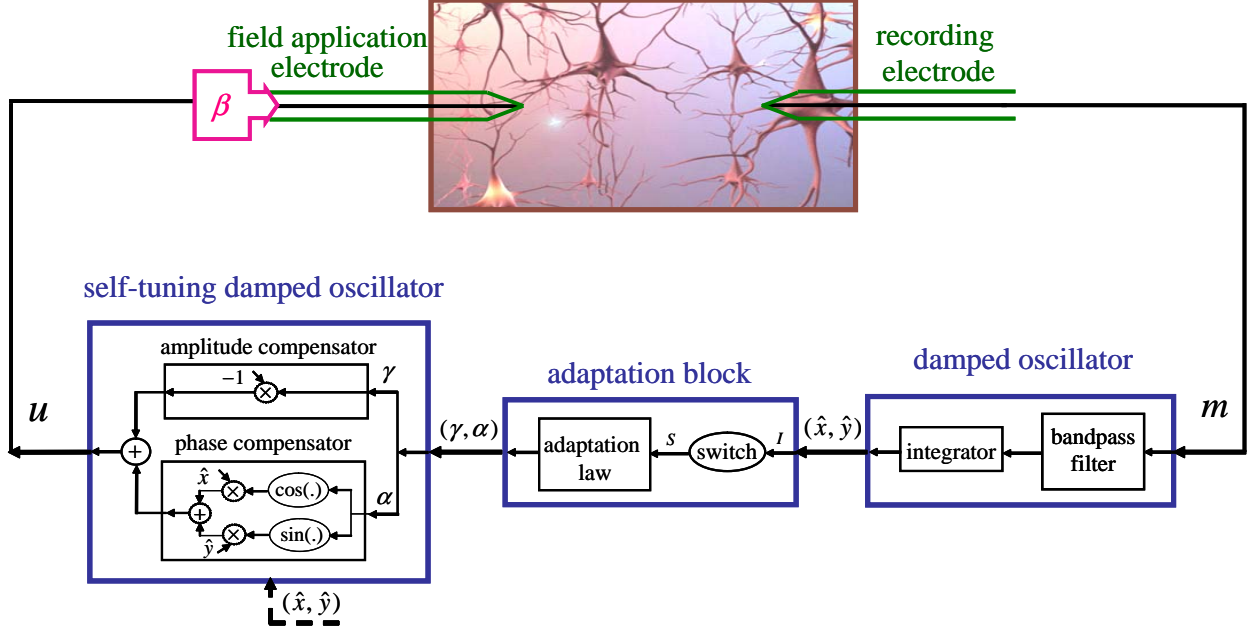 field application
electrode
recording
electrode
β
self-tuning damped oscillator
amplitude compensator
−1
×
γ
u
+
phase compensator
x̂
×
cos(.)
α
+
ŷ
×
sin(.)
(x̂, ŷ)
(γ, α)
adaptation block
adaptation
law
S
switch
I
(x̂, ŷ)
damped oscillator
integrator
bandpass
filter
m